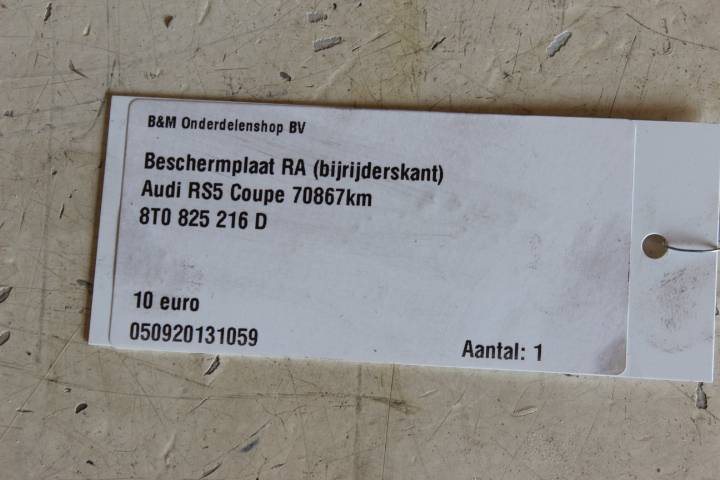 B&M Onderdelenshop BV
Beschermplaat RA (bijrijderskant)
Audi RS5 Coupe 70867km
8T0 825 216 D
10 euro
050920131059
Aantal: 1